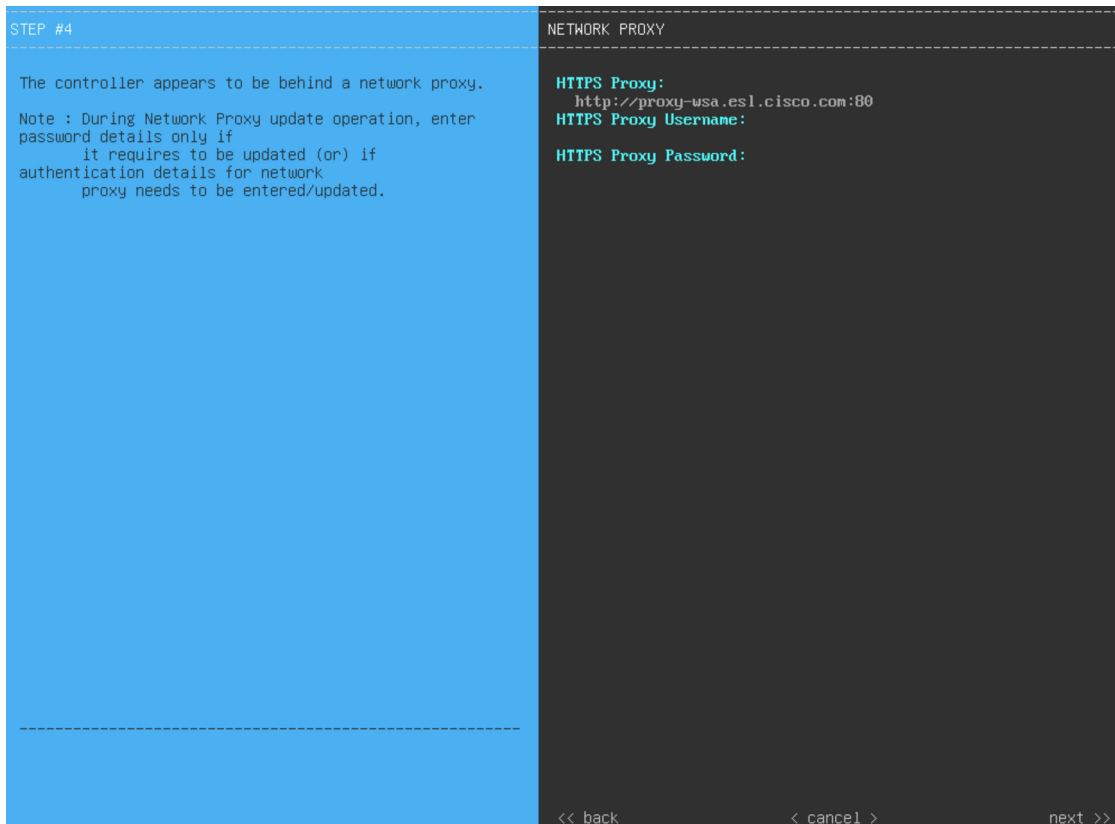 STEP #4
The controller appears to be behind a network proxy.
Note : During Network Proxy update operation, enter
password details only if
it requires to be updated (or) if
authentication details for network
proxy needs to be entered/updated.
NETWORK PROXY
HTTPS Proxy:
http://proxy-wsa.esl.cisco.com:80
HTTPS Proxy Username:
HTTPS Proxy Password:
<< back < cancel > next >>